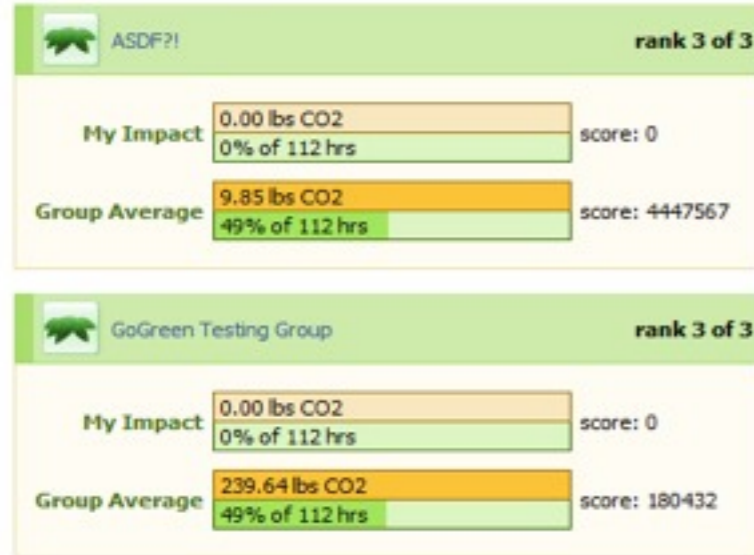 ASDF?! rank 3 of 3
0.00 lbs CO2
My Impact score: 0
0% of 112 hrs
9.85 lbs CO2
Group Average score: 4447567
49% of 112 hrs
GoGreen Testing Group rank 3 of 3
0.00 lbs CO2
My Impact score: 0
0% of 112 hrs
239.64 lbs CO2
Group Average score: 180432
49% of 112 hrs